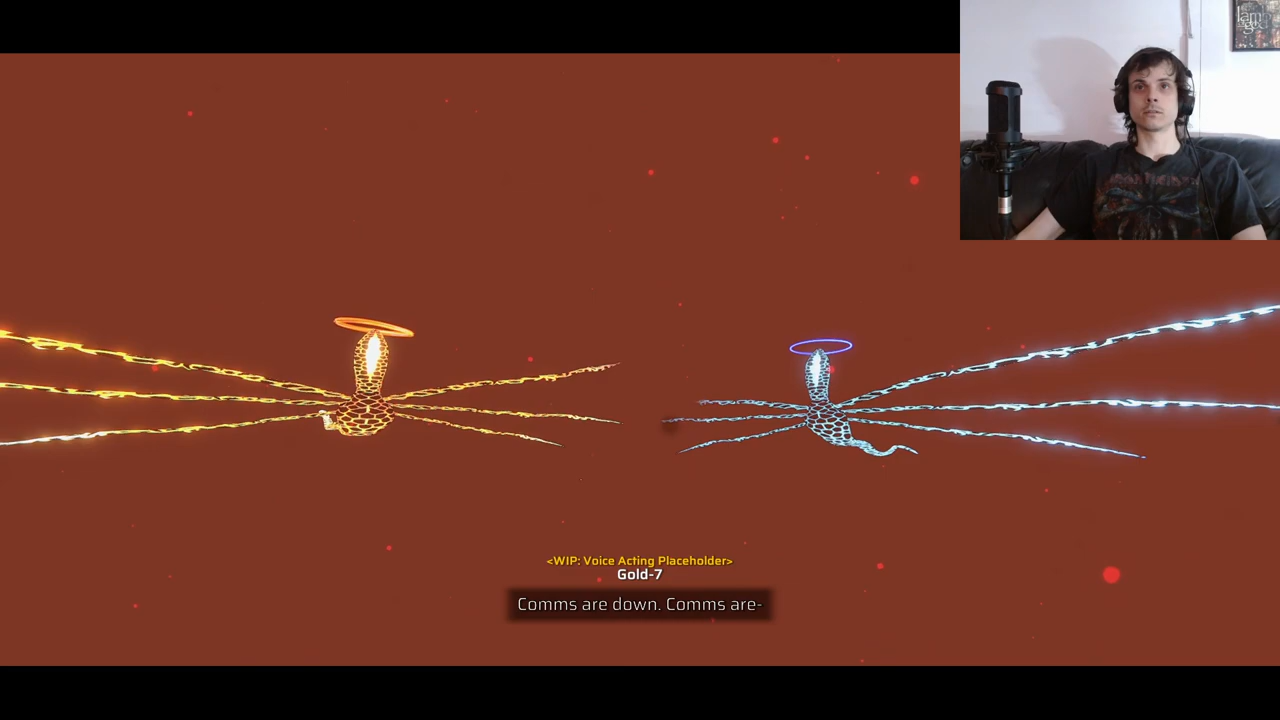 <WIP: Voice Acting Placeholder>
Gold-7
Comms are down. Comms are-